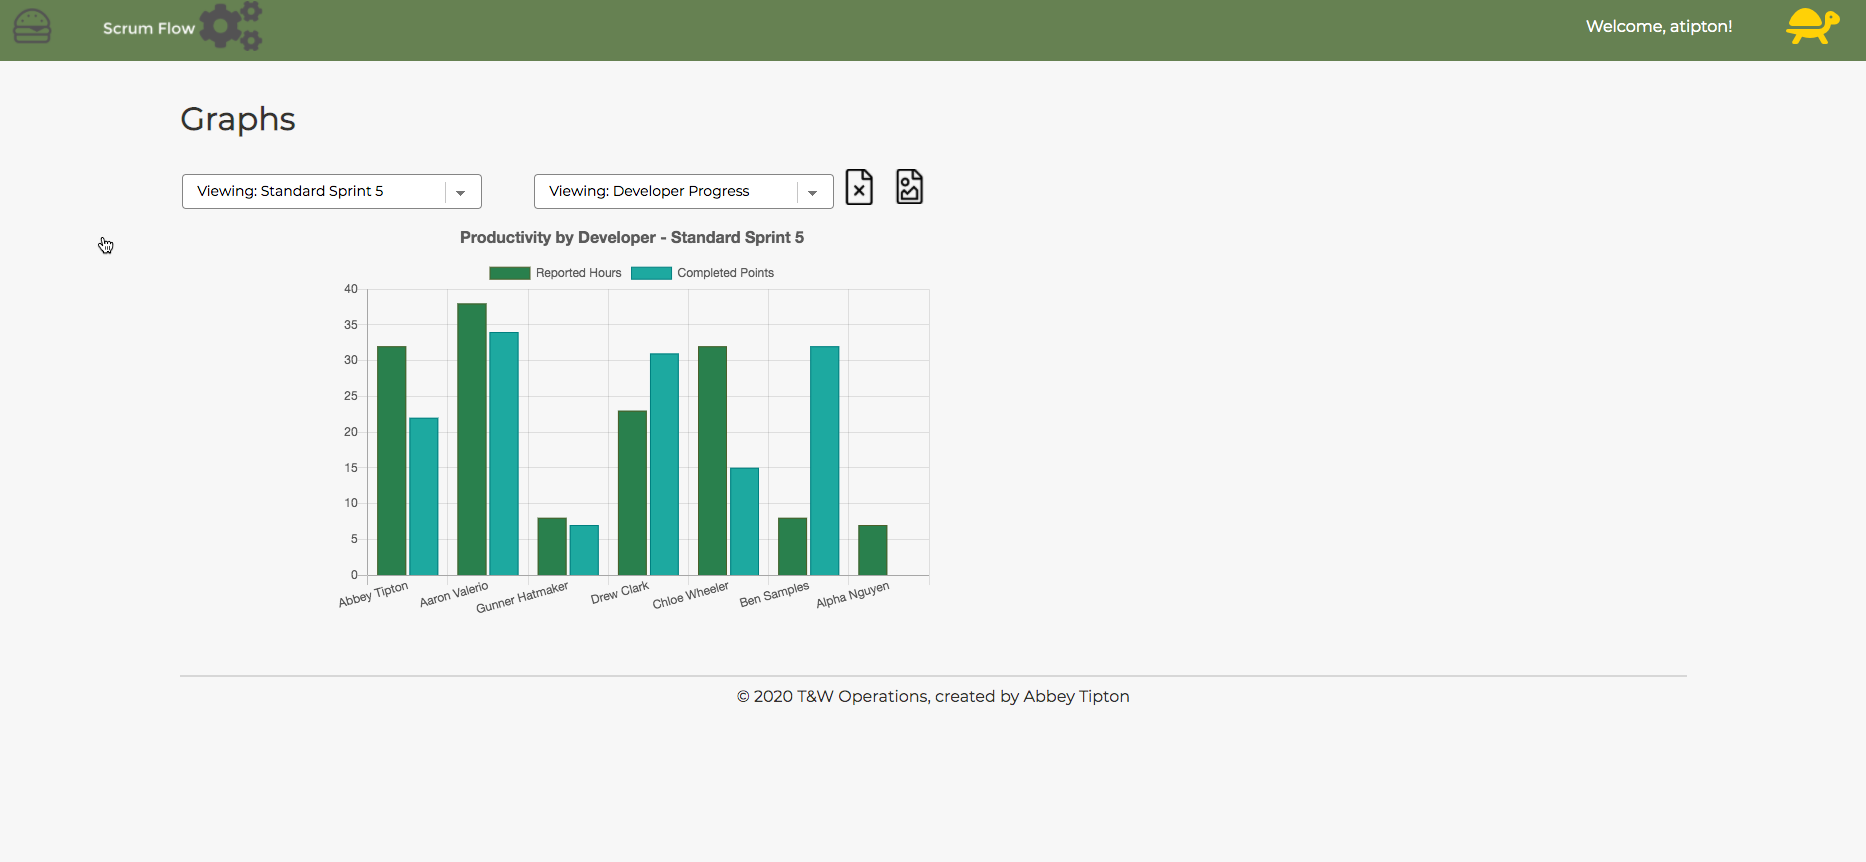 Scrum Flow
Welcome, atipton!
Graphs
Viewing: Standard Sprint 5
Viewing: Developer Progress
Productivity by Developer - Standard Sprint 5
Reported Hours
Completed Points
40
35
30
25
20
15
10
5
0
Abbey Tipton
Aaron Valerio
Gunner Hatmaker
Drew Clark
Chloe Wheeler
Ben Samples
Alpha Nguyen
© 2020 T&W Operations, created by Abbey Tipton